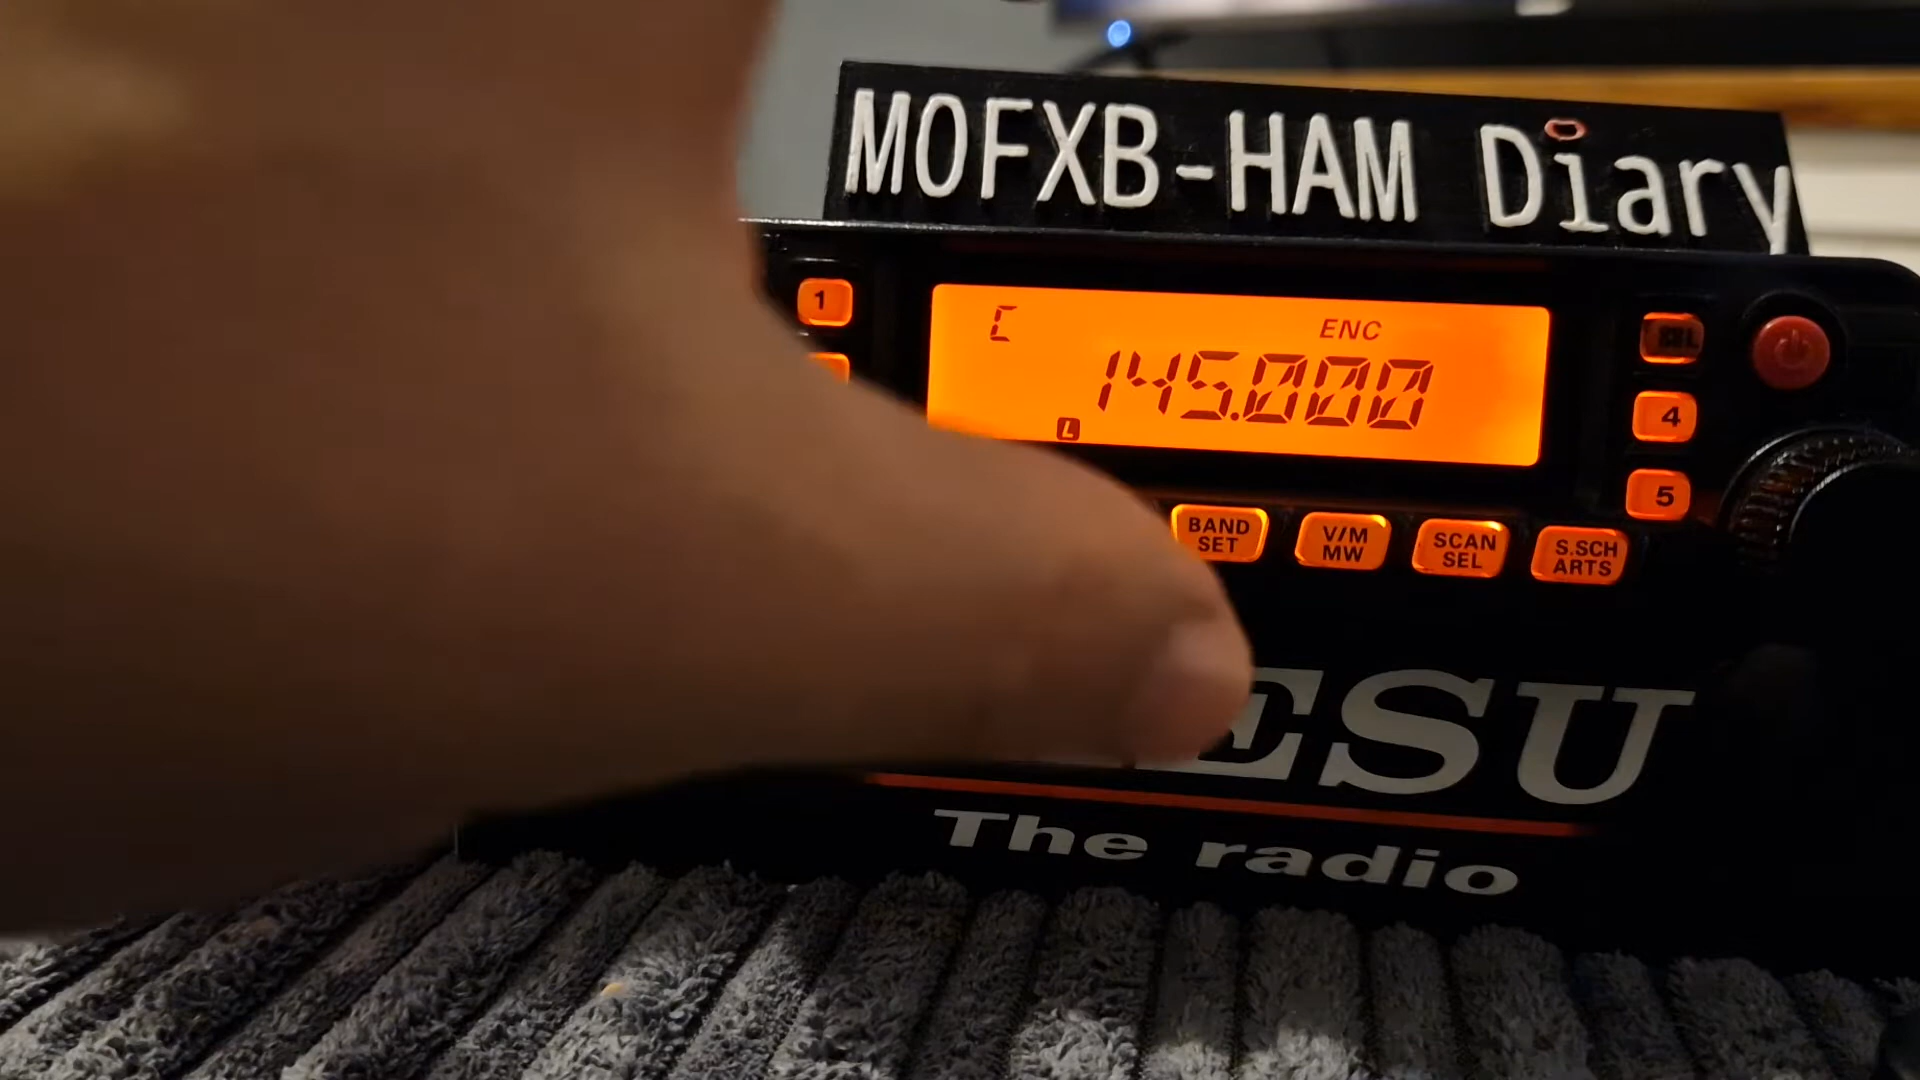 M0FXB-HAM Diary
1
C
ENC
145.000
L
4
5
BAND
SET
V/M
MW
SCAN
SEL
S.SCH
ARTS
ESU
The radio